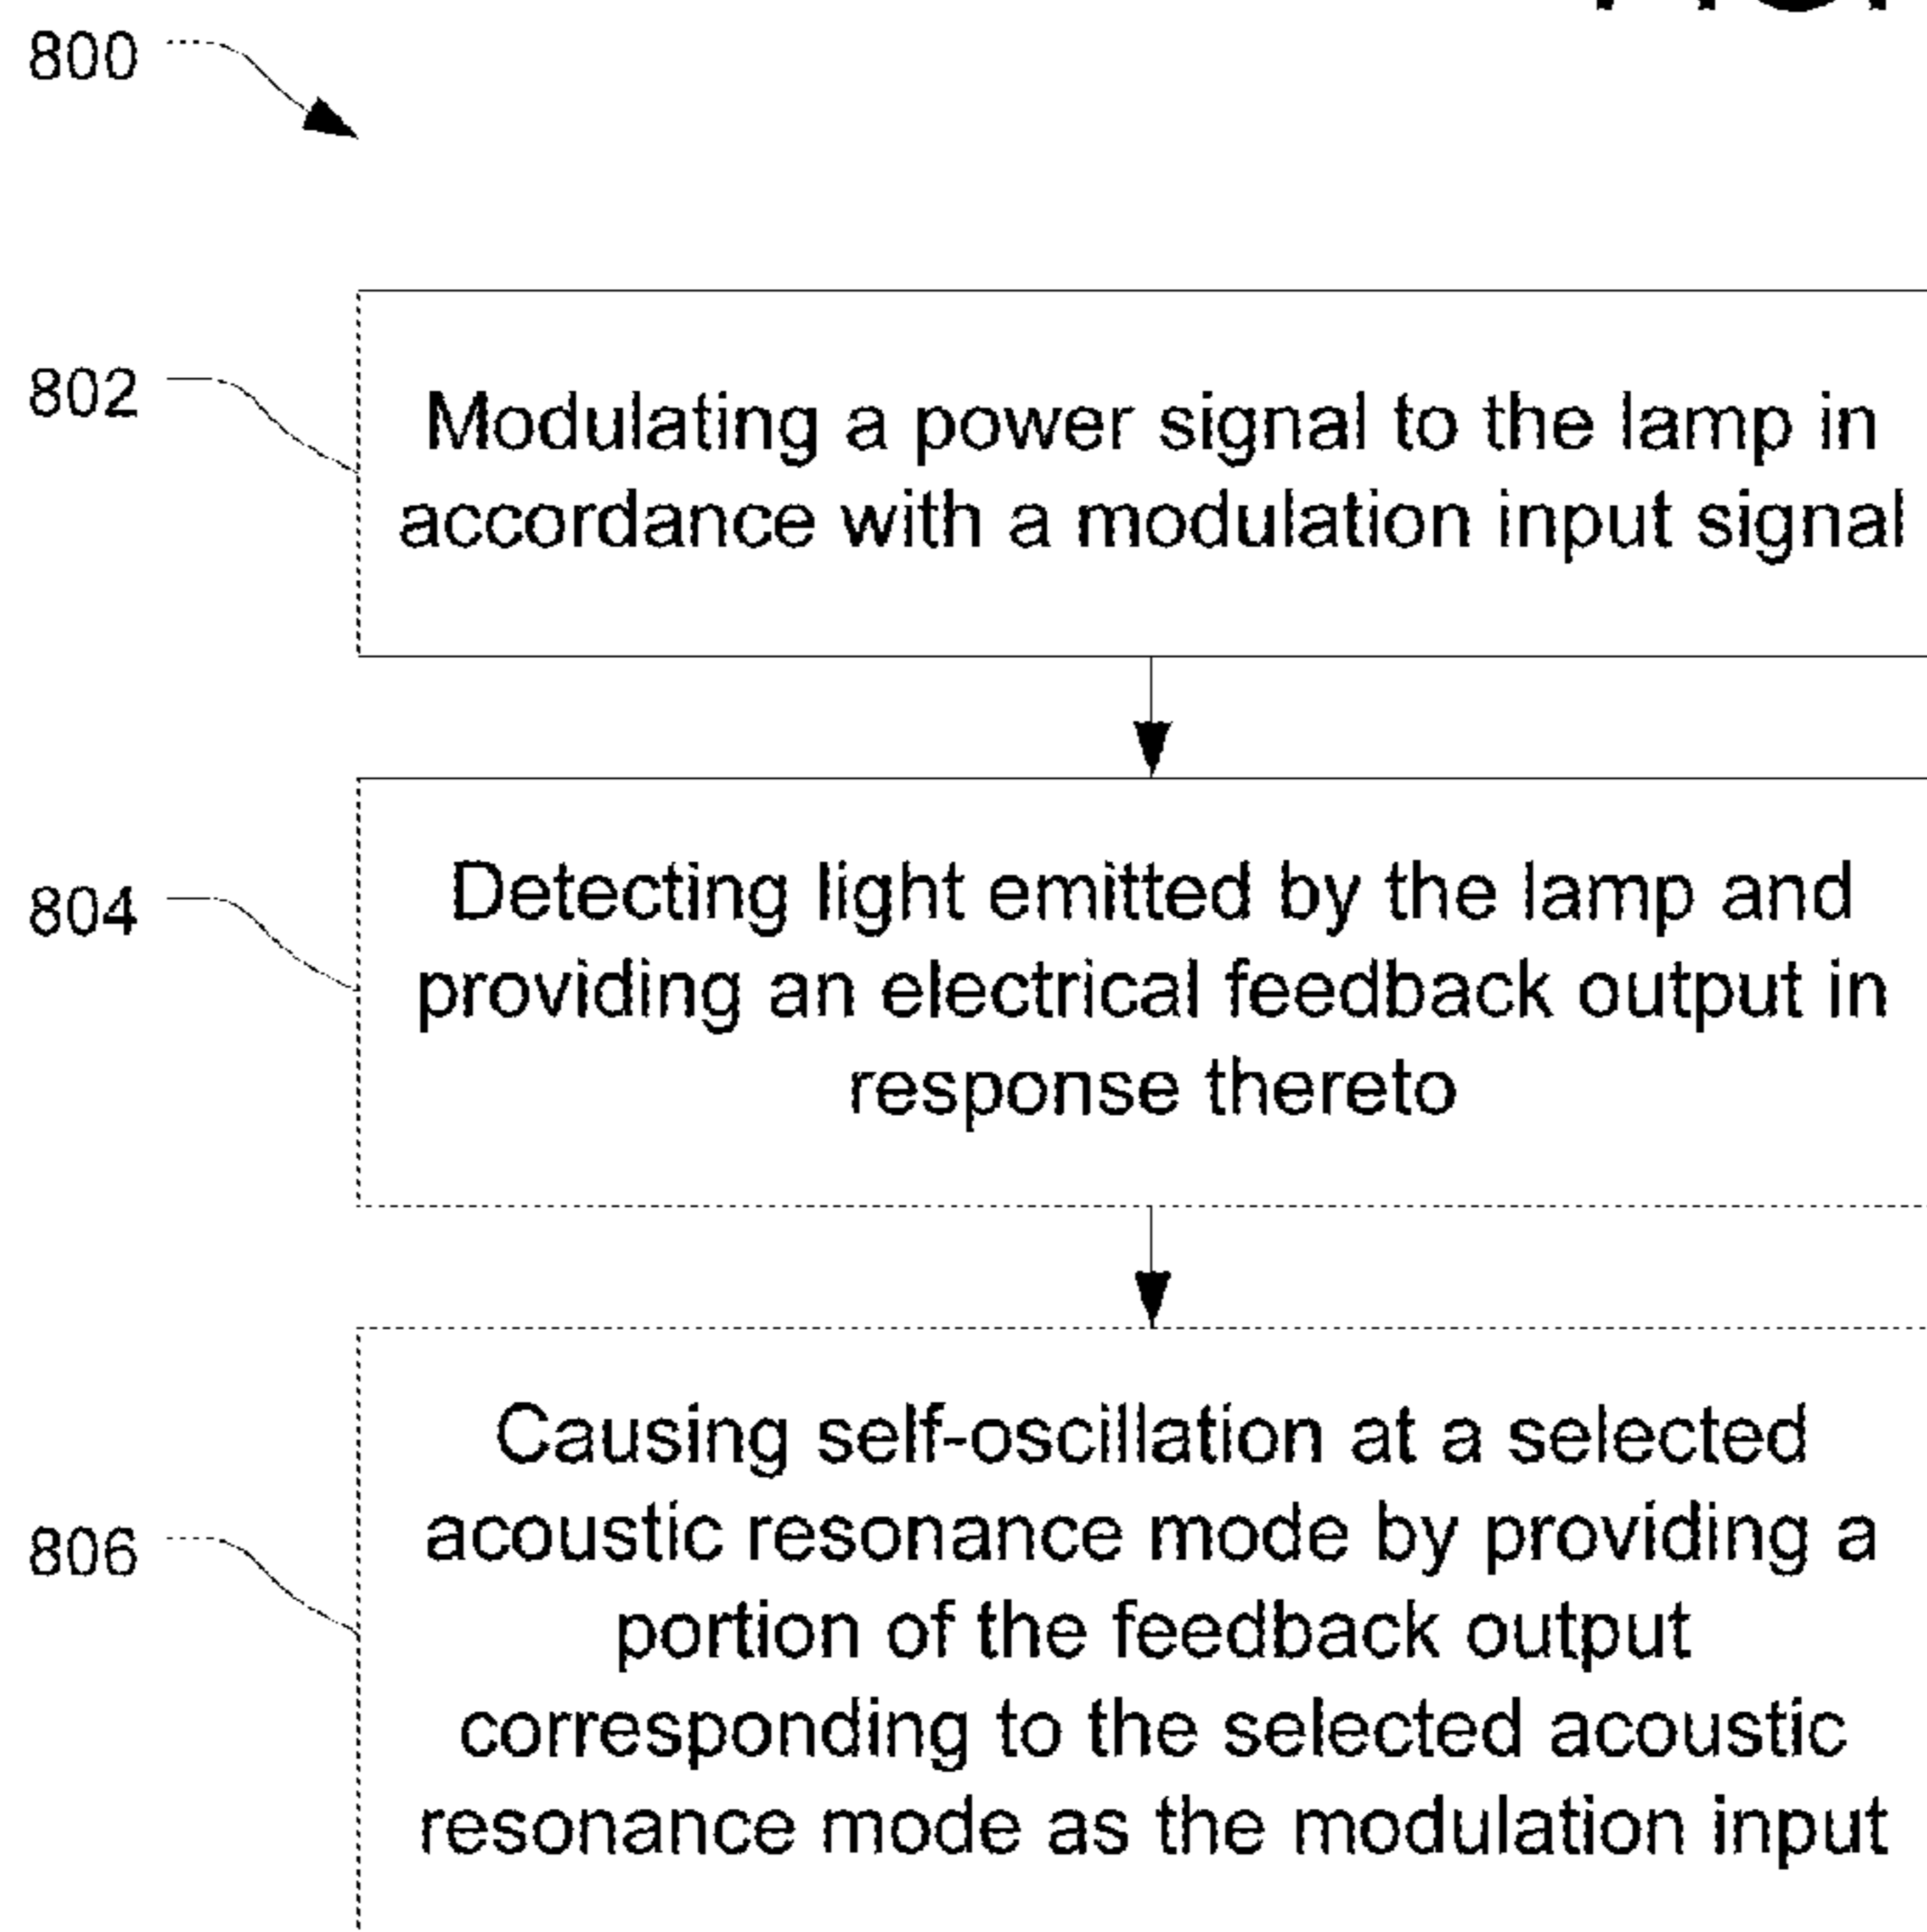 800
802
Modulating a power signal to the lamp in
accordance with a modulation input signal
804
Detecting light emitted by the lamp and
providing an electrical feedback output in
response thereto
806
Causing self-oscillation at a selected
acoustic resonance mode by providing a
portion of the feedback output
corresponding to the selected acoustic
resonance mode as the modulation input